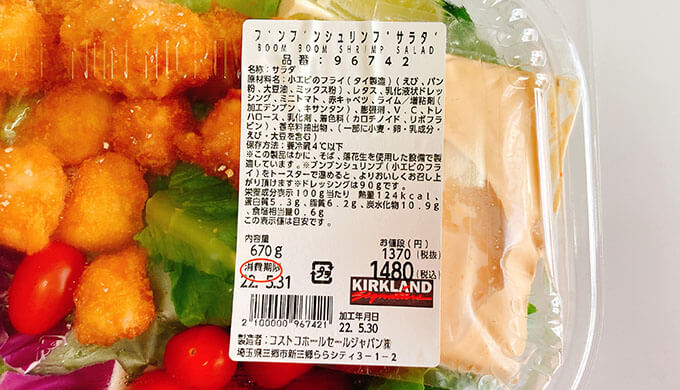 ブンブンシュリンプサラダ
BOOM BOOM SHRIMP SALAD
品番:96742
名称:サラダ
原材料名:小エビのフライ(タイ製造)(えび、パン
粉、大豆油、ミックス粉)、レタス、乳化液状ドレッ
シング、ミニトマト、赤キャベツ、ライム/増粘剤(
加工デンプン、キサンタン)、膨張剤、V.C、トレ
ハロース、乳化剤、着色料(カロチノイド、リボフラ
ビン)、香辛料抽出物、(一部に小麦・卵・乳成分・
えび・大豆を含む)
保存方法:要冷蔵4℃以下
※この製品はかに、そば、落花生を使用した設備で製
造しています。※ブンブンシュリンプ(小エビのフラ
イ)をトースターで温めると、よりおいしくお召し上
がり頂けます※ドレッシングは90gです。
栄養成分表示100g当たり 熱量124kcal、
蛋白質5.3g、脂質6.2g、炭水化物10.9g
、食塩相当量0.6g
この表示値は目安です。
内容量
670g
お値段(円)
1370(税抜)
1480(税込)
消費期限
22.5.31
プラ
KIRKLAND
Signature
加工年月日
22.5.30
2100000967421
製造者:コストコホールセールジャパン㈱
埼玉県三郷市新三郷ららシティ3-1-2